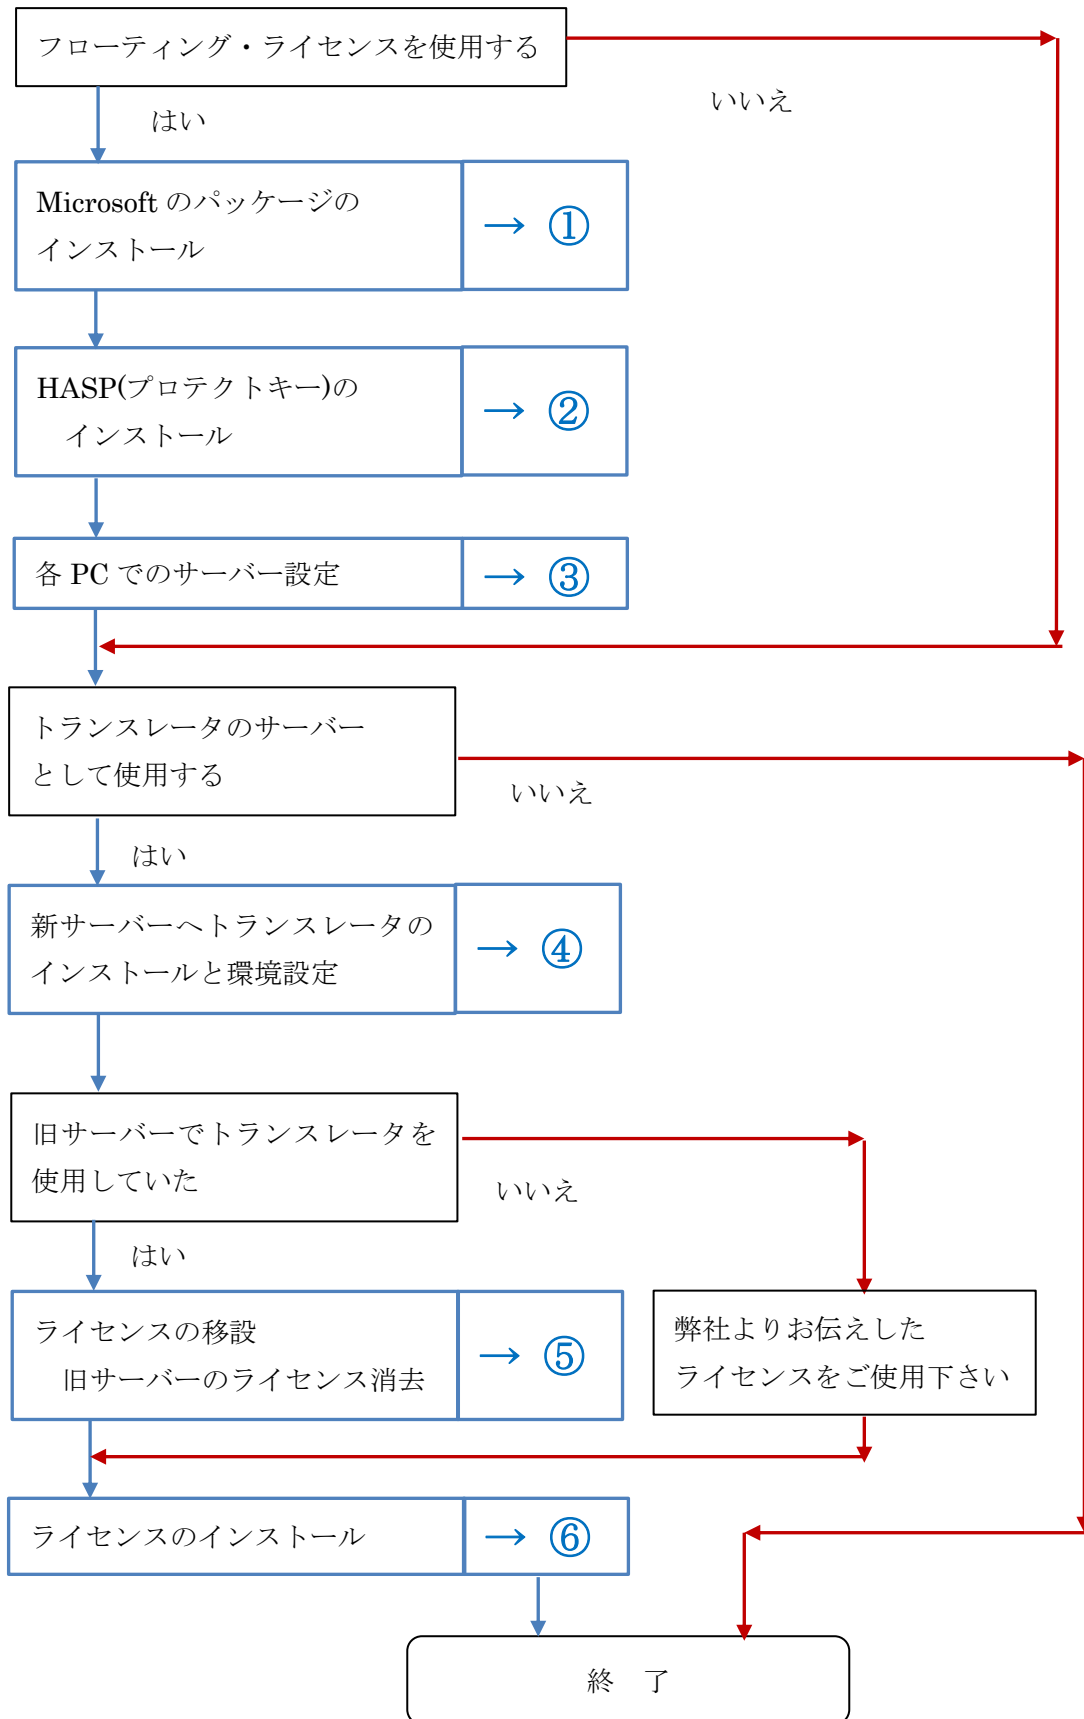 フローティング・ライセンスを使用する
いいえ
はい
Microsoft のパッケージの
インストール
→ ①
HASP(プロテクトキー)の
インストール
→ ②
各 PC でのサーバー設定
→ ③
トランスレータのサーバー
として使用する
いいえ
はい
新サーバーへトランスレータの
インストールと環境設定
→ ④
旧サーバーでトランスレータを
使用していた
いいえ
はい
ライセンスの移設
旧サーバーのライセンス消去
→ ⑤
弊社よりお伝えした
ライセンスをご使用下さい
ライセンスのインストール
→ ⑥
終　了